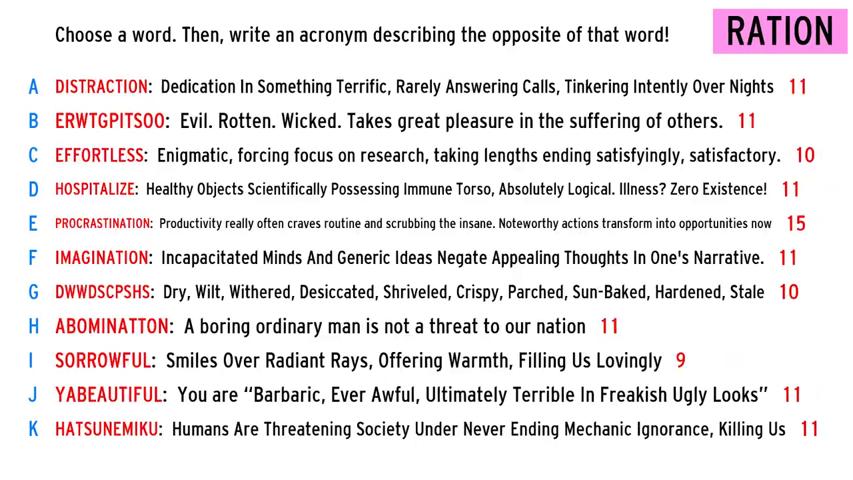 Choose a word. Then, write an acronym describing the opposite of that word!
RATION
A DISTRACTION: Dedication In Something Terrific, Rarely Answering Calls, Tinkering Intently Over Nights 11
B ERWTGPITSOO: Evil. Rotten. Wicked. Takes great pleasure in the suffering of others. 11
C EFFORTLESS: Enigmatic, forcing focus on research, taking lengths ending satisfyingly, satisfactory. 10
D HOSPITALIZE: Healthy Objects Scientifically Possessing Immune Torso, Absolutely Logical. Illness? Zero Existence! 11
E PROCRASTINATION: Productivity really often craves routine and scrubbing the insane. Noteworthy actions transform into opportunities now 15
F IMAGINATION: Incapacitated Minds And Generic Ideas Negate Appealing Thoughts In One's Narrative. 11
G DWWDSCPSHS: Dry, Wilt, Withered, Desiccated, Shriveled, Crispy, Parched, Sun-Baked, Hardened, Stale 10
H ABOMINATTON: A boring ordinary man is not a threat to our nation 11
I SORROWFUL: Smiles Over Radiant Rays, Offering Warmth, Filling Us Lovingly 9
J YABEAUTIFUL: You are “Barbaric, Ever Awful, Ultimately Terrible In Freakish Ugly Looks” 11
K HATSUNEMIKU: Humans Are Threatening Society Under Never Ending Mechanic Ignorance, Killing Us 11